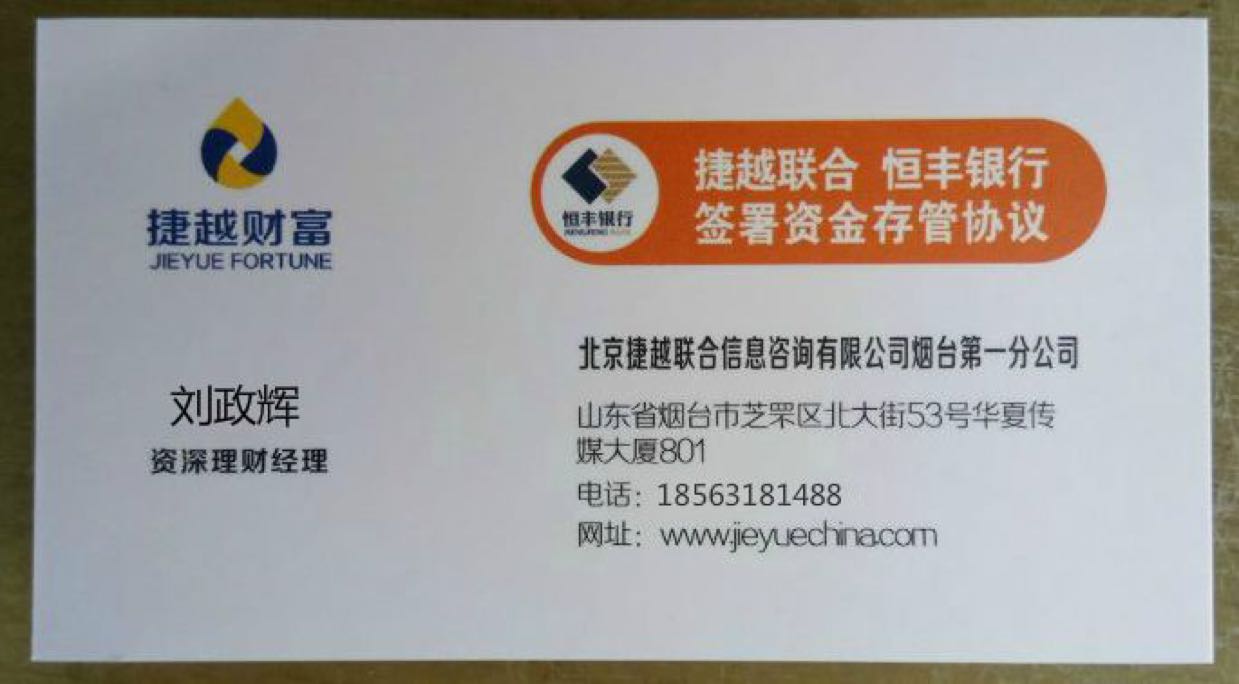 捷越财富
JIEYUE FORTUNE
恒丰银行
HENGFENG BANK
捷越联合 恒丰银行
签署资金存管协议
刘政辉
资深理财经理
北京捷越联合信息咨询有限公司烟台第一分公司
山东省烟台市芝罘区北大街53号华夏传
媒大厦801
电话：18563181488
网址：www.jieyuechina.com